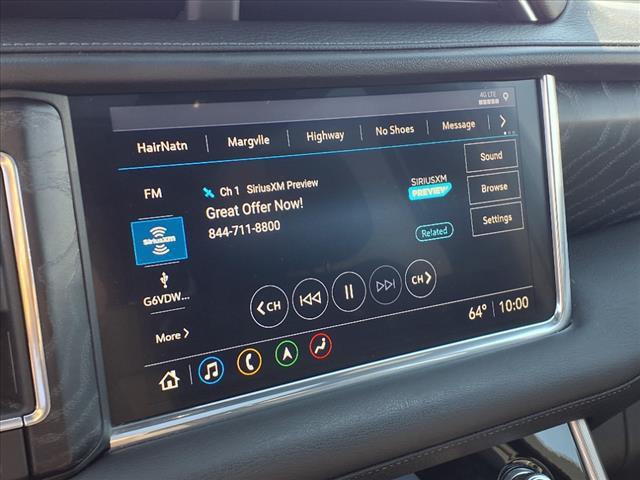 4G LTE
HairNatn Margvlle Highway No Shoes Message
FM
Ch 1 SiriusXM Preview
Great Offer Now!
844-711-8800
SIRIUSXM
PREVIEW
Related
Sound
Browse
Settings
SiriusXM
G6VDW...
More
CH
CH
64° 10:00